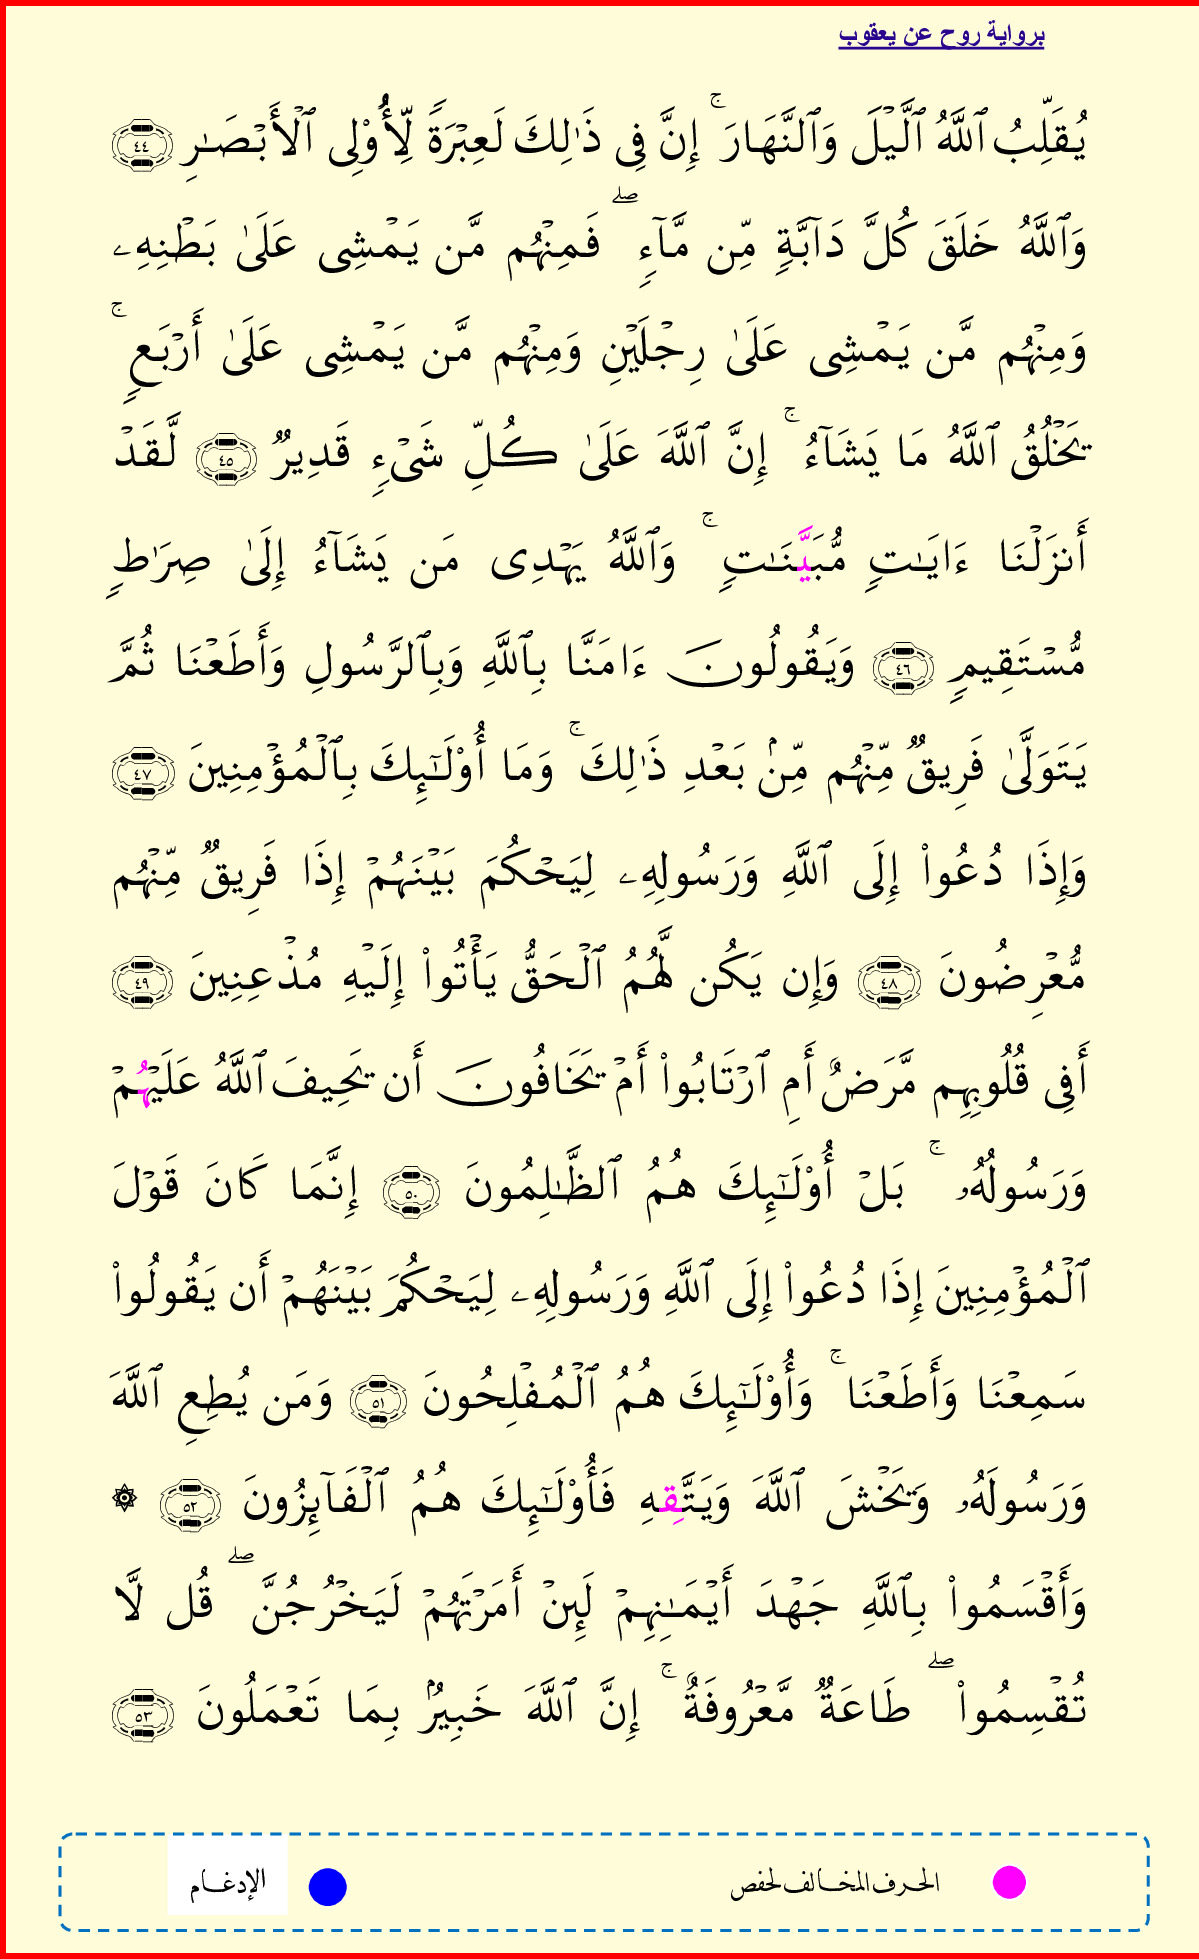 برواية روح عن يعقوب
يُقَلِّبُ ٱللَّهُ ٱلَّيْلَ وَٱلنَّهَارَ ۚ إِنَّ فِى ذَٰلِكَ لَعِبْرَةً لِّأُو۟لِى ٱلْأَبْصَـٰرِ ٤٤
وَٱللَّهُ خَلَقَ كُلَّ دَآبَّةٍ مِّن مَّآءٍ ۖ فَمِنْهُم مَّن يَمْشِى عَلَىٰ بَطْنِهِۦ
وَمِنْهُم مَّن يَمْشِى عَلَىٰ رِجْلَيْنِ وَمِنْهُم مَّن يَمْشِى عَلَىٰٓ أَرْبَعٍ ۚ
يَخْلُقُ ٱللَّهُ مَا يَشَآءُ ۚ إِنَّ ٱللَّهَ عَلَىٰ كُلِّ شَىْءٍ قَدِيرٌ ٤٥ لَّقَدْ
أَنزَلْنَا ءَايَـٰتٍ مُّبَيَّنَـٰتٍ ۚ وَٱللَّهُ يَهْدِى مَن يَشَآءُ إِلَىٰ صِرَٰطٍ
مُّسْتَقِيمٍ ٤٦ وَيَقُولُونَ ءَامَنَّا بِٱللَّهِ وَبِٱلرَّسُولِ وَأَطَعْنَا ثُمَّ
يَتَوَلَّىٰ فَرِيقٌ مِّنْهُم مِّنۢ بَعْدِ ذَٰلِكَ ۚ وَمَا أُو۟لَـٰٓئِكَ بِٱلْمُؤْمِنِينَ ٤٧
وَإِذَا دُعُوا۟ إِلَى ٱللَّهِ وَرَسُولِهِۦ لِيَحْكُمَ بَيْنَهُمْ إِذَا فَرِيقٌ مِّنْهُم
مُّعْرِضُونَ ٤٨ وَإِن يَكُن لَّهُمُ ٱلْحَقُّ يَأْتُوا۟ إِلَيْهِ مُذْعِنِينَ ٤٩
أَفِى قُلُوبِهِم مَّرَضٌ أَمِ ٱرْتَابُوا۟ أَمْ يَخَافُونَ أَن يَحِيفَ ٱللَّهُ عَلَيْهُمْ
وَرَسُولُهُۥ ۚ بَلْ أُو۟لَـٰٓئِكَ هُمُ ٱلظَّـٰلِمُونَ ٥٠ إِنَّمَا كَانَ قَوْلَ
ٱلْمُؤْمِنِينَ إِذَا دُعُوا۟ إِلَى ٱللَّهِ وَرَسُولِهِۦ لِيَحْكُمَ بَيْنَهُمْ أَن يَقُولُوا۟
سَمِعْنَا وَأَطَعْنَا ۚ وَأُو۟لَـٰٓئِكَ هُمُ ٱلْمُفْلِحُونَ ٥١ وَمَن يُطِعِ ٱللَّهَ
وَرَسُولَهُۥ وَيَخْشَ ٱللَّهَ وَيَتَّقِهِ فَأُو۟لَـٰٓئِكَ هُمُ ٱلْفَآئِزُونَ ٥٢ ۞
وَأَقْسَمُوا۟ بِٱللَّهِ جَهْدَ أَيْمَـٰنِهِمْ لَئِنْ أَمَرْتَهُمْ لَيَخْرُجُنَّ ۖ قُل لَّا
تُقْسِمُوا۟ ۖ طَاعَةٌ مَّعْرُوفَةٌ ۚ إِنَّ ٱللَّهَ خَبِيرٌۢ بِمَا تَعْمَلُونَ ٥٣
الحرف المخالف لحفص الإدغام